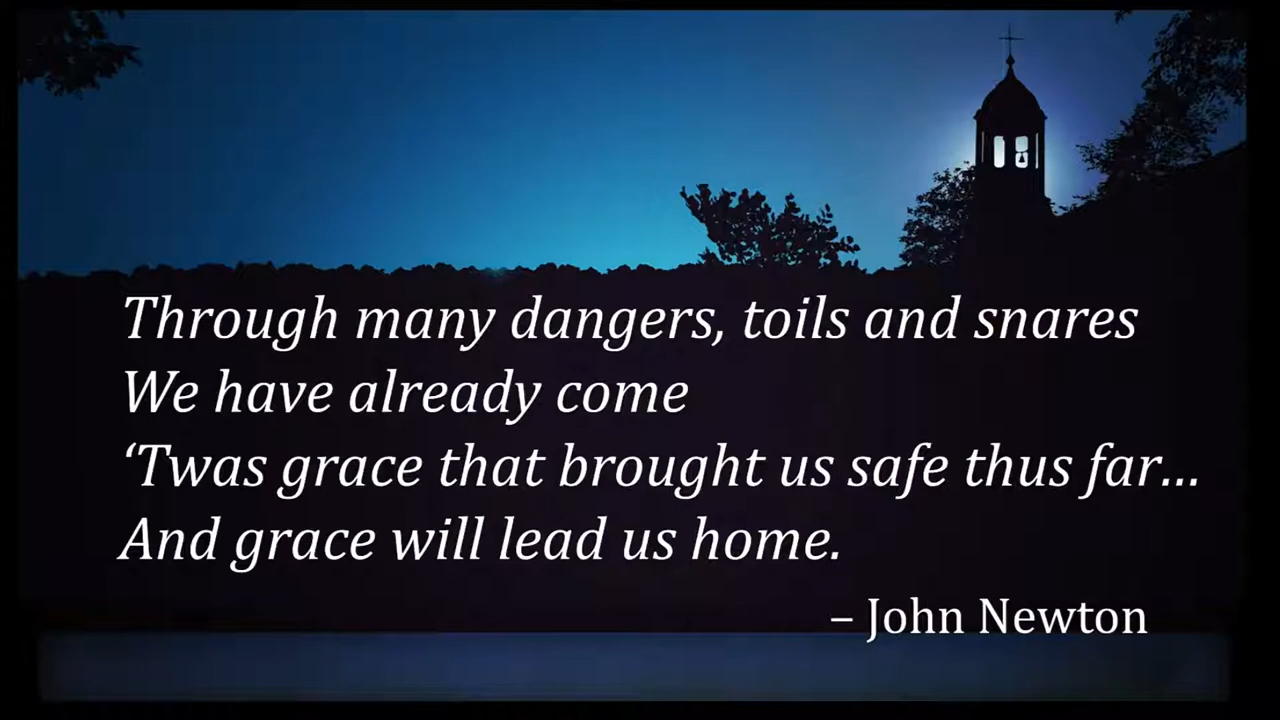 Through many dangers, toils and snares
We have already come
‘Twas grace that brought us safe thus far...
And grace will lead us home.
– John Newton